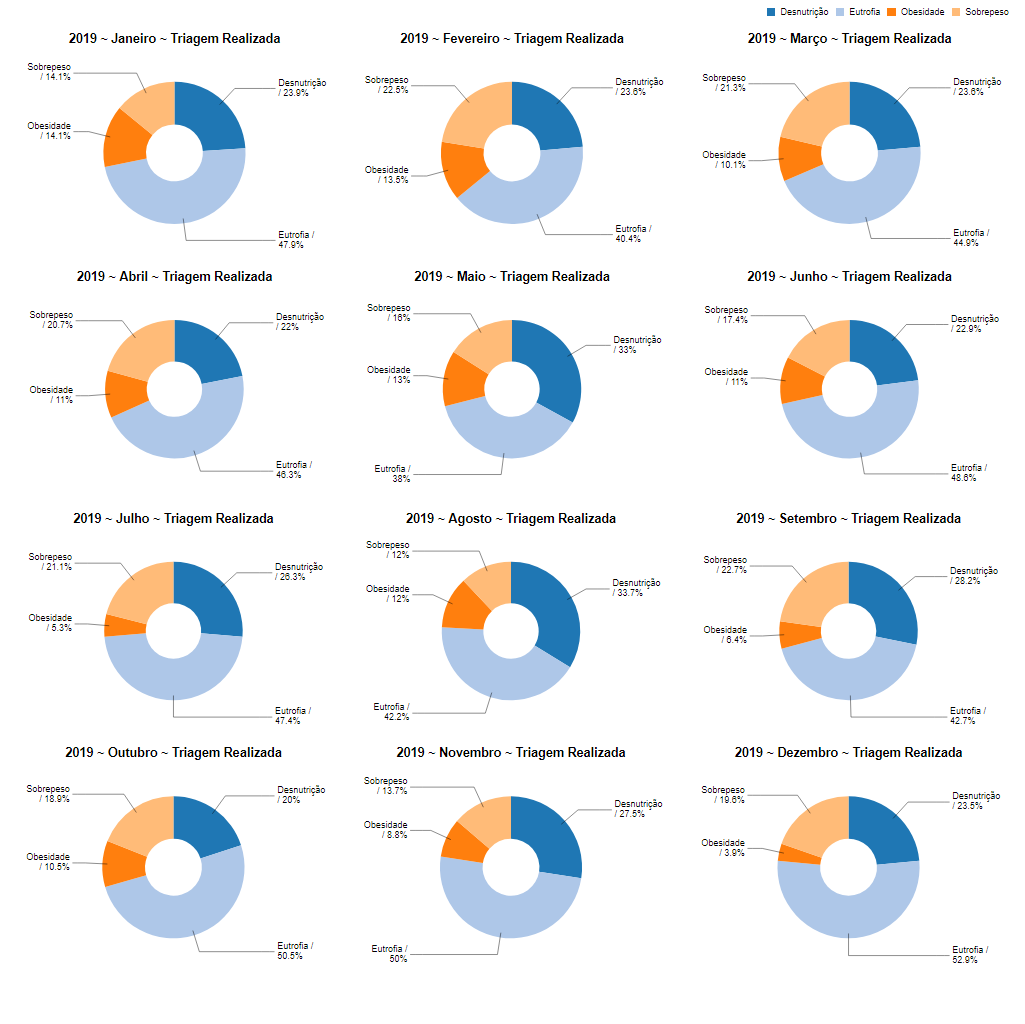 Desnutrição Eutrofia Obesidade Sobrepeso
2019 ~ Janeiro ~ Triagem Realizada
Sobrepeso
/ 14.1%
Desnutrição
/ 23.9%
Obesidade
/ 14.1%
Eutrofia /
47.9%
2019 ~ Fevereiro ~ Triagem Realizada
Sobrepeso
/ 22.5%
Desnutrição
/ 23.6%
Obesidade
/ 13.5%
Eutrofia /
40.4%
2019 ~ Março ~ Triagem Realizada
Sobrepeso
/ 21.3%
Desnutrição
/ 23.6%
Obesidade
/ 10.1%
Eutrofia /
44.9%
2019 ~ Abril ~ Triagem Realizada
Sobrepeso
/ 20.7%
Desnutrição
/ 22%
Obesidade
/ 11%
Eutrofia /
46.3%
2019 ~ Maio ~ Triagem Realizada
Sobrepeso
/ 16%
Desnutrição
/ 33%
Obesidade
/ 13%
Eutrofia /
38%
2019 ~ Junho ~ Triagem Realizada
Sobrepeso
/ 17.4%
Desnutrição
/ 22.9%
Obesidade
/ 11%
Eutrofia /
48.6%
2019 ~ Julho ~ Triagem Realizada
Sobrepeso
/ 21.1%
Desnutrição
/ 26.3%
Obesidade
/ 5.3%
Eutrofia /
47.4%
2019 ~ Agosto ~ Triagem Realizada
Sobrepeso
/ 12%
Desnutrição
/ 33.7%
Obesidade
/ 12%
Eutrofia /
42.2%
2019 ~ Setembro ~ Triagem Realizada
Sobrepeso
/ 22.7%
Desnutrição
/ 28.2%
Obesidade
/ 6.4%
Eutrofia /
42.7%
2019 ~ Outubro ~ Triagem Realizada
Sobrepeso
/ 18.9%
Desnutrição
/ 20%
Obesidade
/ 10.5%
Eutrofia /
50.5%
2019 ~ Novembro ~ Triagem Realizada
Sobrepeso
/ 13.7%
Desnutrição
/ 27.5%
Obesidade
/ 8.8%
Eutrofia /
50%
2019 ~ Dezembro ~ Triagem Realizada
Sobrepeso
/ 19.6%
Desnutrição
/ 23.5%
Obesidade
/ 3.9%
Eutrofia /
52.9%